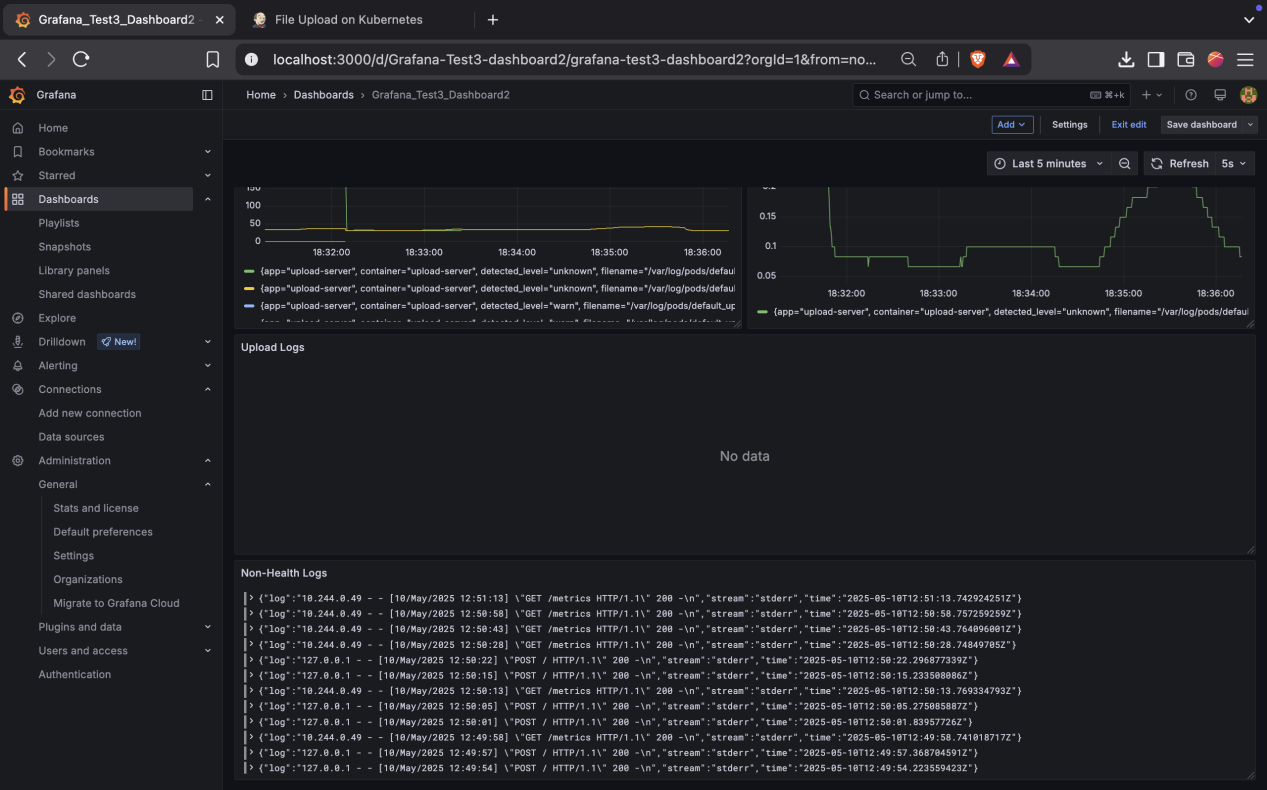 Grafana_Test3_Dashboard2 -
File Upload on Kubernetes
localhost:3000/d/Grafana-Test3-dashboard2/grafana-test3-dashboard2?orgId=1&from=no...
Grafana
Home › Dashboards › Grafana_Test3_Dashboard2
Search or jump to...
⌘+k
Add
Settings
Exit edit
Save dashboard
Last 5 minutes
Refresh
5s
Home
Bookmarks
Starred
Dashboards
Playlists
Snapshots
Library panels
Shared dashboards
Explore
Drilldown New!
Alerting
Connections
Add new connection
Data sources
Administration
General
Stats and license
Default preferences
Settings
Organizations
Migrate to Grafana Cloud
Plugins and data
Users and access
Authentication
150
100
50
0
18:32:00 18:33:00 18:34:00 18:35:00 18:36:00
{app="upload-server", container="upload-server", detected_level="unknown", filename="/var/log/pods/defaul
{app="upload-server", container="upload-server", detected_level="unknown", filename="/var/log/pods/defaul
{app="upload-server", container="upload-server", detected_level="warn", filename="/var/log/pods/default_up
0.2
0.15
0.1
0.05
18:32:00 18:33:00 18:34:00 18:35:00 18:36:00
{app="upload-server", container="upload-server", detected_level="unknown", filename="/var/log/pods/defaul
Upload Logs
No data
Non-Health Logs
{"log":"10.244.0.49 - - [10/May/2025 12:51:13] \"GET /metrics HTTP/1.1\" 200 -\n","stream":"stderr","time":"2025-05-10T12:51:13.742924251Z"}
{"log":"10.244.0.49 - - [10/May/2025 12:50:58] \"GET /metrics HTTP/1.1\" 200 -\n","stream":"stderr","time":"2025-05-10T12:50:58.757259259Z"}
{"log":"10.244.0.49 - - [10/May/2025 12:50:43] \"GET /metrics HTTP/1.1\" 200 -\n","stream":"stderr","time":"2025-05-10T12:50:43.764096001Z"}
{"log":"10.244.0.49 - - [10/May/2025 12:50:28] \"GET /metrics HTTP/1.1\" 200 -\n","stream":"stderr","time":"2025-05-10T12:50:28.74849705Z"}
{"log":"127.0.0.1 - - [10/May/2025 12:50:22] \"POST / HTTP/1.1\" 200 -\n","stream":"stderr","time":"2025-05-10T12:50:22.296877339Z"}
{"log":"127.0.0.1 - - [10/May/2025 12:50:15] \"POST / HTTP/1.1\" 200 -\n","stream":"stderr","time":"2025-05-10T12:50:15.233508086Z"}
{"log":"10.244.0.49 - - [10/May/2025 12:50:13] \"GET /metrics HTTP/1.1\" 200 -\n","stream":"stderr","time":"2025-05-10T12:50:13.769334793Z"}
{"log":"127.0.0.1 - - [10/May/2025 12:50:05] \"POST / HTTP/1.1\" 200 -\n","stream":"stderr","time":"2025-05-10T12:50:05.275085887Z"}
{"log":"127.0.0.1 - - [10/May/2025 12:50:01] \"POST / HTTP/1.1\" 200 -\n","stream":"stderr","time":"2025-05-10T12:50:01.83957726Z"}
{"log":"10.244.0.49 - - [10/May/2025 12:49:58] \"GET /metrics HTTP/1.1\" 200 -\n","stream":"stderr","time":"2025-05-10T12:49:58.741018717Z"}
{"log":"127.0.0.1 - - [10/May/2025 12:49:57] \"POST / HTTP/1.1\" 200 -\n","stream":"stderr","time":"2025-05-10T12:49:57.368704591Z"}
{"log":"127.0.0.1 - - [10/May/2025 12:49:54] \"POST / HTTP/1.1\" 200 -\n","stream":"stderr","time":"2025-05-10T12:49:54.223559423Z"}